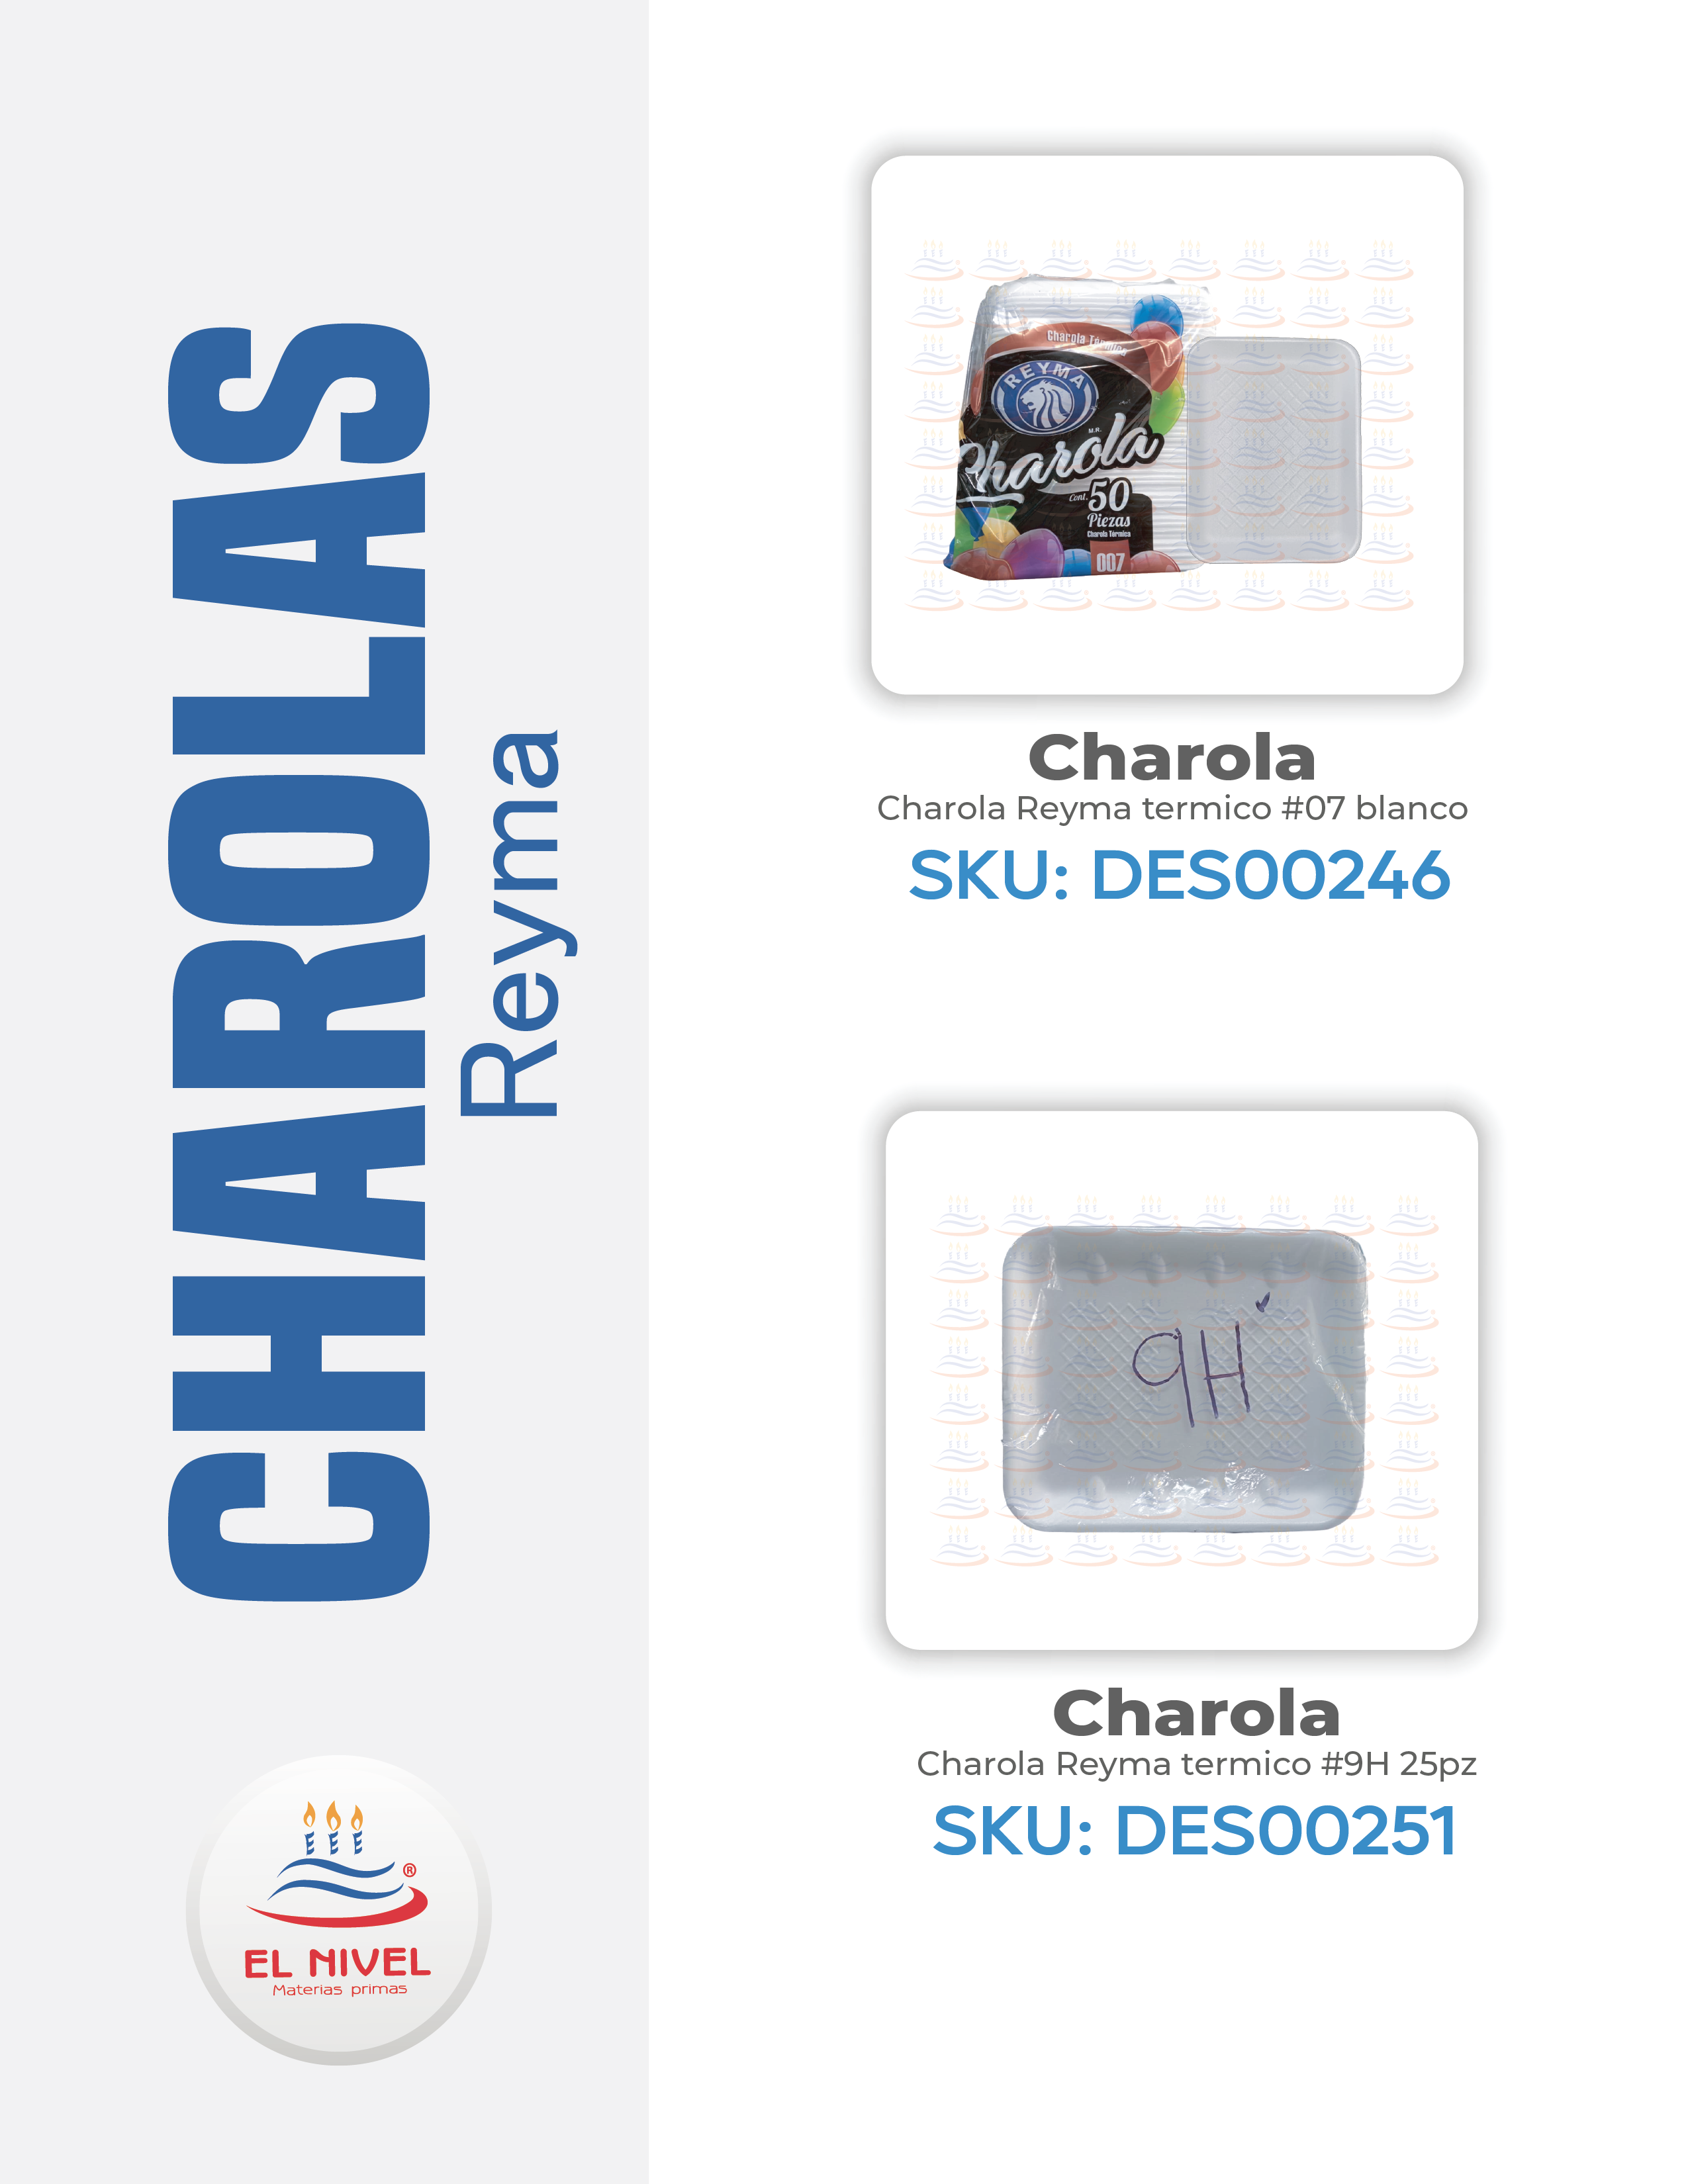 CHAROLAS
Reyma
Charola Térmica
REYMA
M.R.
Charola
Cont. 50
Piezas
Charola Térmica
007
Charola
Charola Reyma termico #07 blanco
SKU: DES00246
9H
Charola
Charola Reyma termico #9H 25pz
SKU: DES00251
®
EL NIVEL
Materias primas